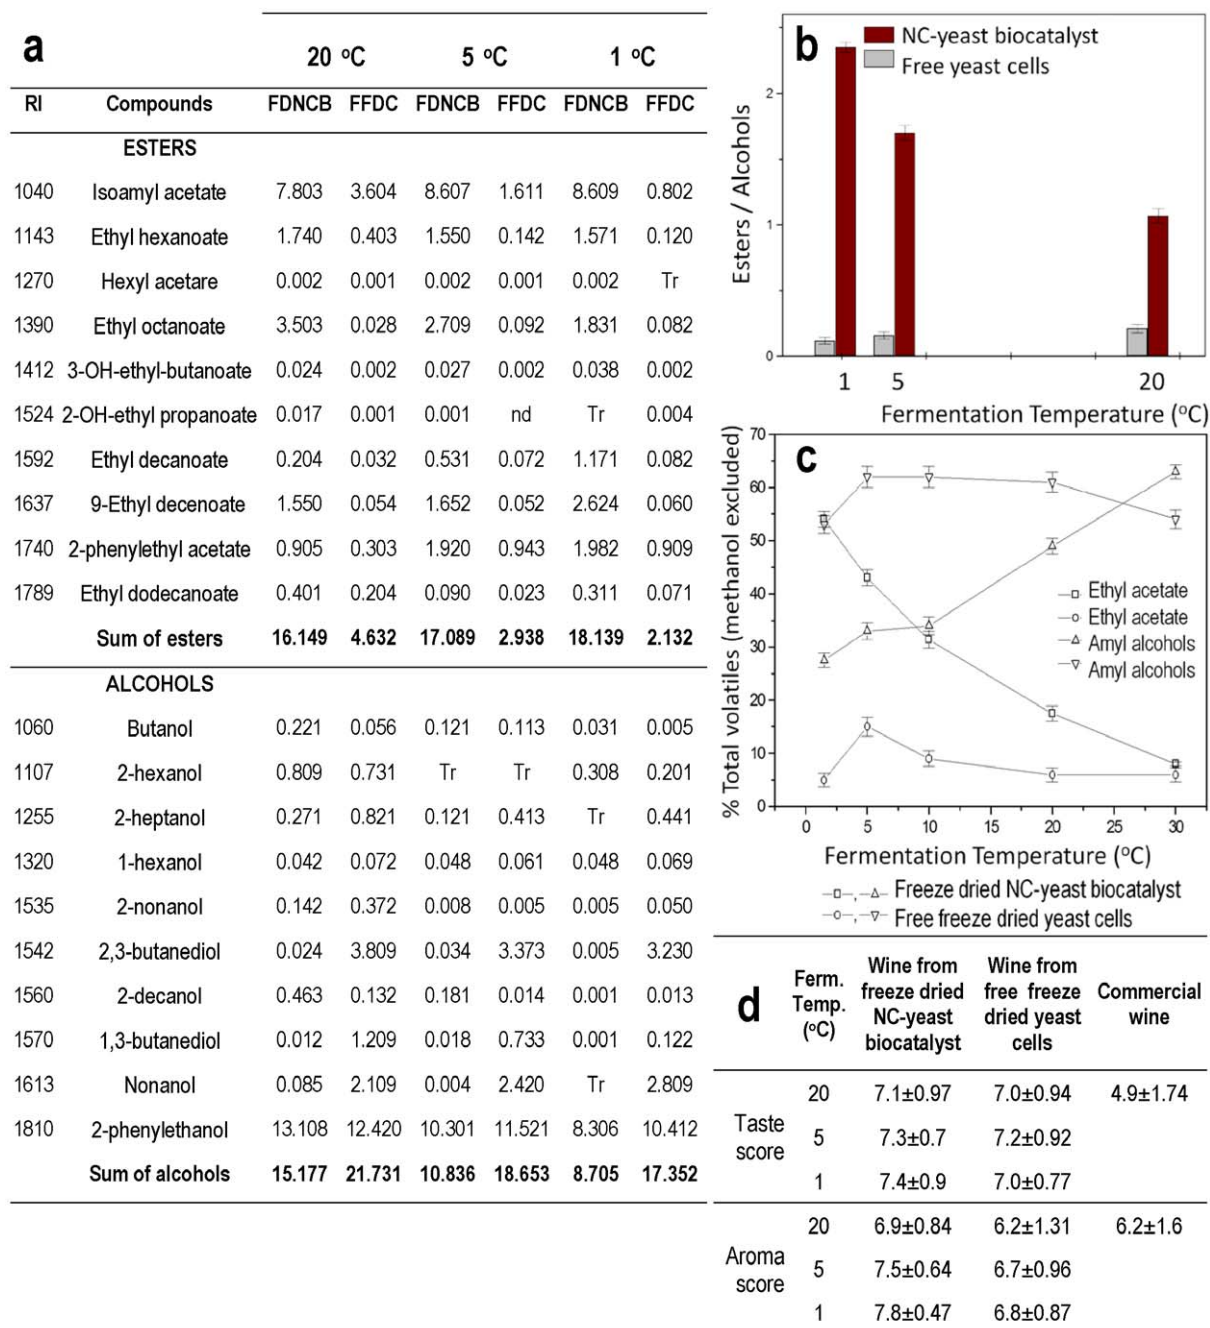 a
20 °C 5 °C 1 °C
RI Compounds FDNCB FFDC FDNCB FFDC FDNCB FFDC
ESTERS
1040 Isoamyl acetate 7.803 3.604 8.607 1.611 8.609 0.802
1143 Ethyl hexanoate 1.740 0.403 1.550 0.142 1.571 0.120
1270 Hexyl acetare 0.002 0.001 0.002 0.001 0.002 Tr
1390 Ethyl octanoate 3.503 0.028 2.709 0.092 1.831 0.082
1412 3-OH-ethyl-butanoate 0.024 0.002 0.027 0.002 0.038 0.002
1524 2-OH-ethyl propanoate 0.017 0.001 0.001 nd Tr 0.004
1592 Ethyl decanoate 0.204 0.032 0.531 0.072 1.171 0.082
1637 9-Ethyl decenoate 1.550 0.054 1.652 0.052 2.624 0.060
1740 2-phenylethyl acetate 0.905 0.303 1.920 0.943 1.982 0.909
1789 Ethyl dodecanoate 0.401 0.204 0.090 0.023 0.311 0.071
Sum of esters 16.149 4.632 17.089 2.938 18.139 2.132
ALCOHOLS
1060 Butanol 0.221 0.056 0.121 0.113 0.031 0.005
1107 2-hexanol 0.809 0.731 Tr Tr 0.308 0.201
1255 2-heptanol 0.271 0.821 0.121 0.413 Tr 0.441
1320 1-hexanol 0.042 0.072 0.048 0.061 0.048 0.069
1535 2-nonanol 0.142 0.372 0.008 0.005 0.005 0.050
1542 2,3-butanediol 0.024 3.809 0.034 3.373 0.005 3.230
1560 2-decanol 0.463 0.132 0.181 0.014 0.001 0.013
1570 1,3-butanediol 0.012 1.209 0.018 0.733 0.001 0.122
1613 Nonanol 0.085 2.109 0.004 2.420 Tr 2.809
1810 2-phenylethanol 13.108 12.420 10.301 11.521 8.306 10.412
Sum of alcohols 15.177 21.731 10.836 18.653 8.705 17.352
b
NC-yeast biocatalyst
Free yeast cells
Esters / Alcohols
2
1
0
1 5 20
Fermentation Temperature (°C)
c
% Total volatiles (methanol excluded)
70
60
50
40
30
20
10
0
Ethyl acetate
Ethyl acetate
Amyl alcohols
Amyl alcohols
0 5 10 15 20 25 30
Fermentation Temperature (°C)
, Freeze dried NC-yeast biocatalyst
, Free freeze dried yeast cells
d
Ferm.
Temp.
(°C)
Wine from
freeze dried
NC-yeast
biocatalyst
Wine from
free freeze
dried yeast
cells
Commercial
wine
Taste
score
20 7.1±0.97 7.0±0.94 4.9±1.74
5 7.3±0.7 7.2±0.92
1 7.4±0.9 7.0±0.77
Aroma
score
20 6.9±0.84 6.2±1.31 6.2±1.6
5 7.5±0.64 6.7±0.96
1 7.8±0.47 6.8±0.87